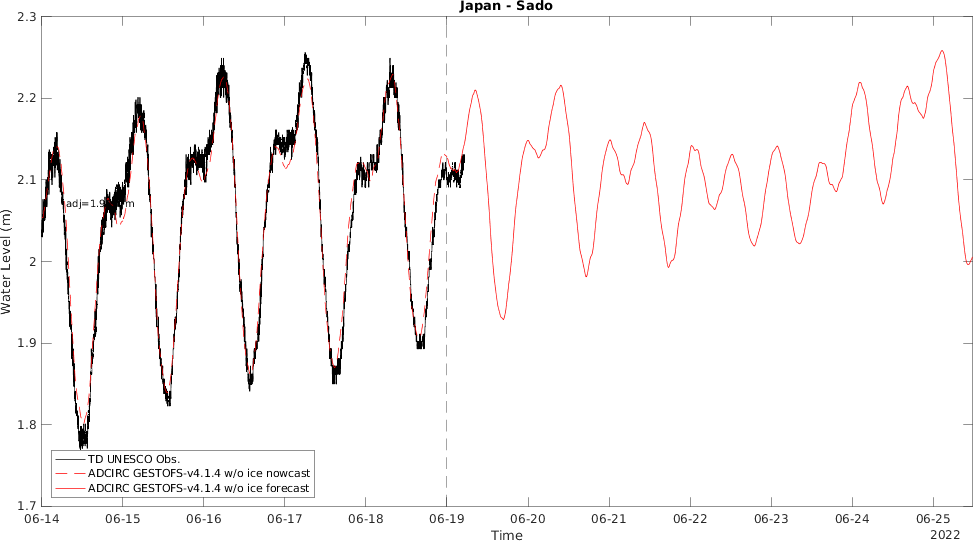 Japan - Sado
2.3
2.2
2.1
2
1.9
1.8
1.7
Water Level (m)
TD UNESCO Obs.
ADCIRC GESTOFS-v4.1.4 w/o ice nowcast
ADCIRC GESTOFS-v4.1.4 w/o ice forecast
06-14 06-15 06-16 06-17 06-18 06-19 06-20 06-21 06-22 06-23 06-24 06-25
Time
2022